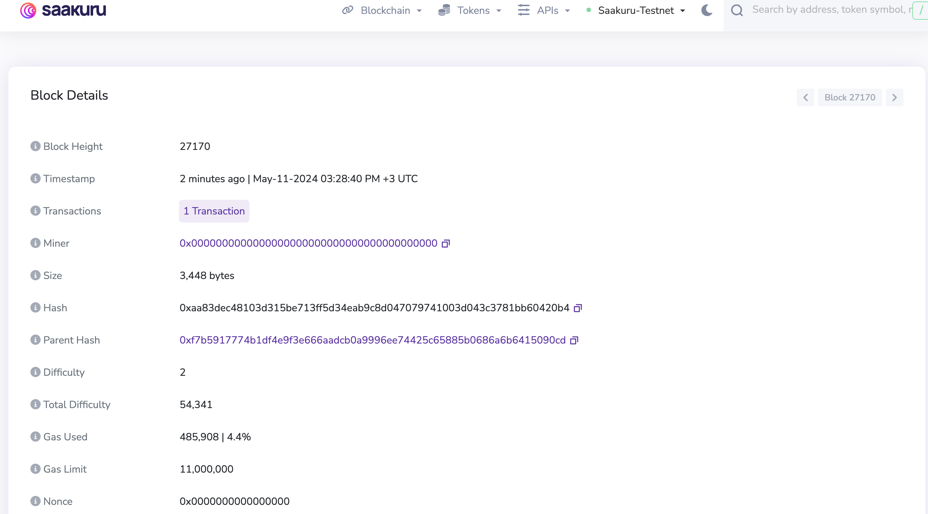 saakuru Blockchain Tokens APIs Saakuru-Testnet Search by address, token symbol, /
Block Details Block 27170
Block Height 27170
Timestamp 2 minutes ago | May-11-2024 03:28:40 PM +3 UTC
Transactions 1 Transaction
Miner 0x0000000000000000000000000000000000000000
Size 3,448 bytes
Hash 0xaa83dec48103d315be713ff5d34eab9c8d047079741003d043c3781bb60420b4
Parent Hash 0xf7b5917774b1df4e9f3e666aadcb0a9996ee74425c65885b0686a6b6415090cd
Difficulty 2
Total Difficulty 54,341
Gas Used 485,908 | 4.4%
Gas Limit 11,000,000
Nonce 0x0000000000000000